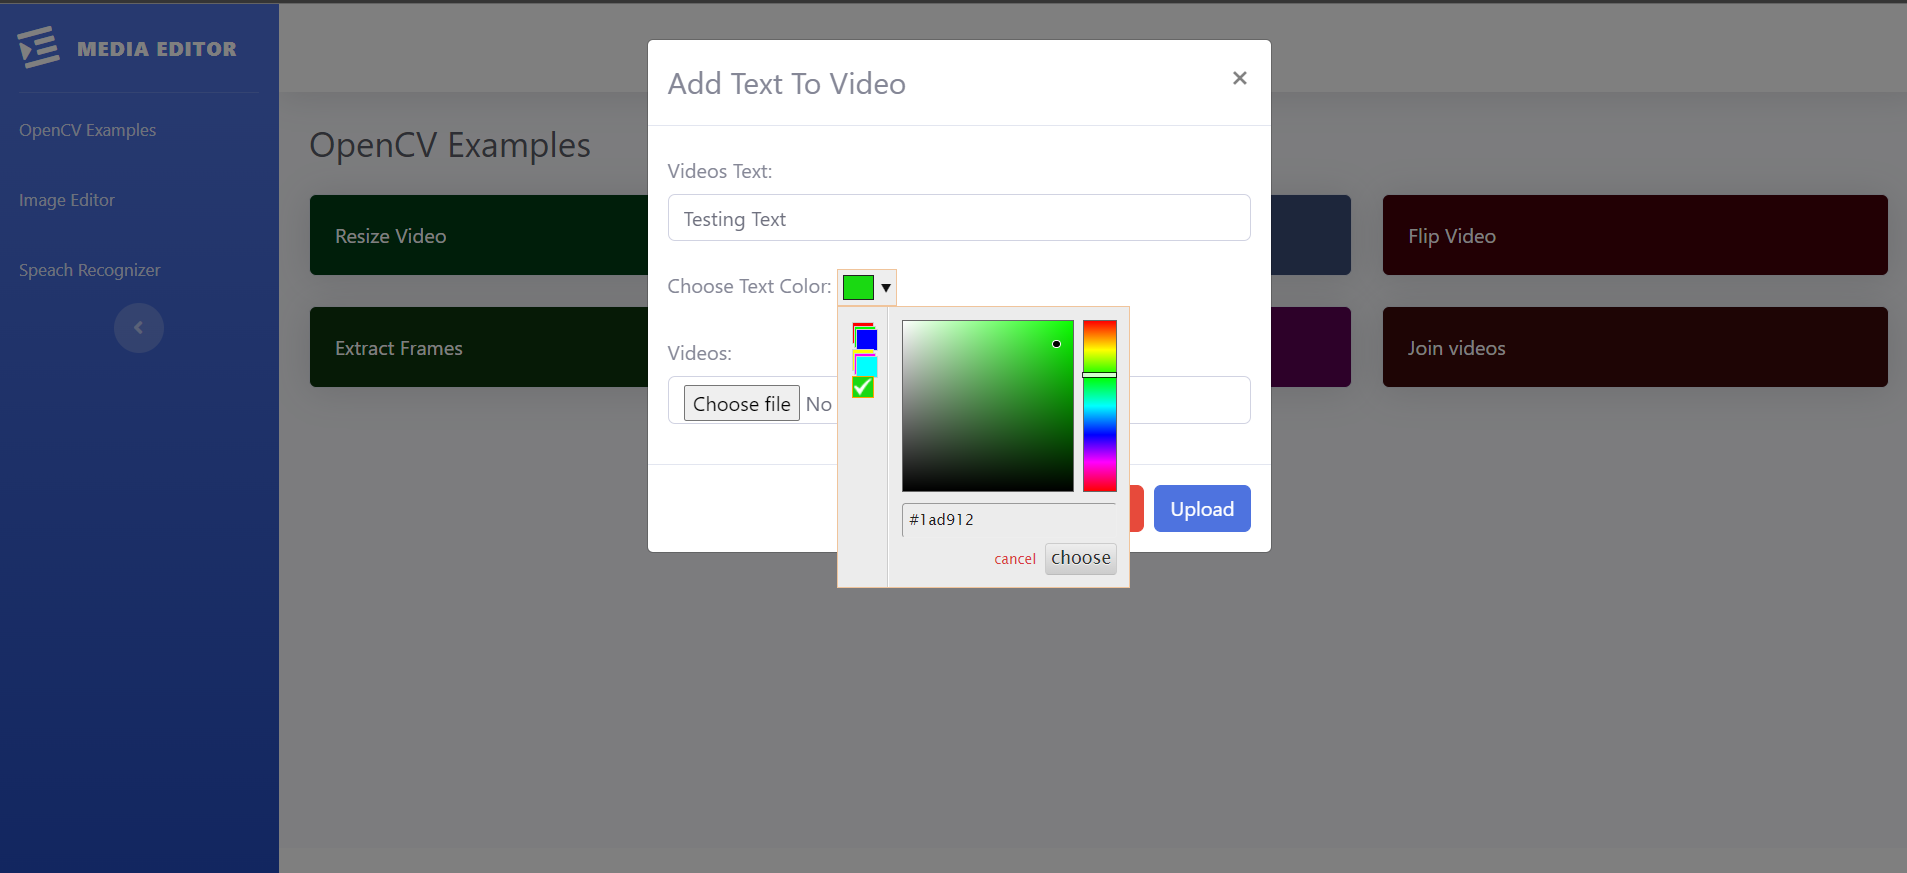 MEDIA EDITOR
OpenCV Examples
Image Editor
Speach Recognizer
OpenCV Examples
Resize Video
Flip Video
Extract Frames
Join videos
Add Text To Video
×
Videos Text:
Testing Text
Choose Text Color:
Videos:
Choose file No
#1ad912
cancel choose
Upload